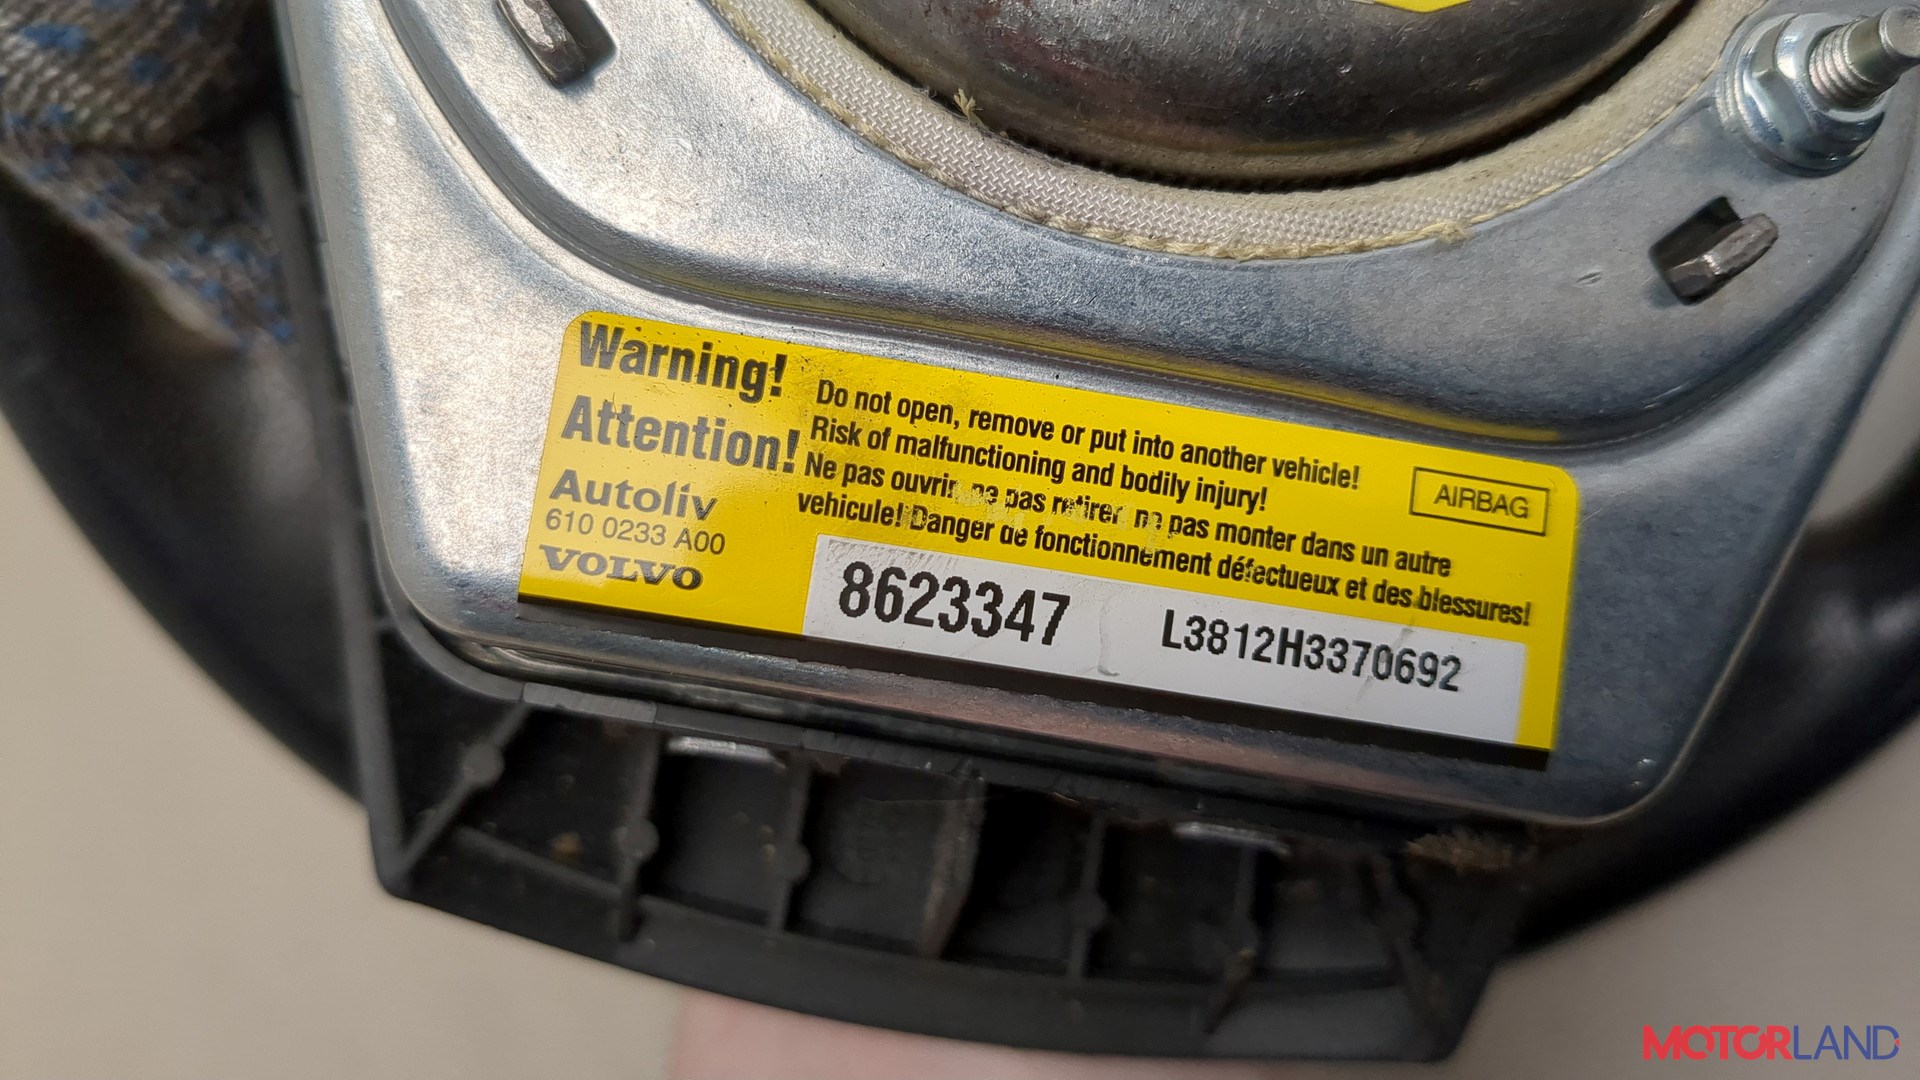 Warning!
Attention!
Do not open, remove or put into another vehicle!
Risk of malfunctioning and bodily injury!
Ne pas ouvrir, ne pas retirer, ne pas monter dans un autre
vehicule! Danger de fonctionnement défectueux et des blessures!
AIRBAG
Autoliv
610 0233 A00
VOLVO
8623347 L3812H3370692
MOTORLAND